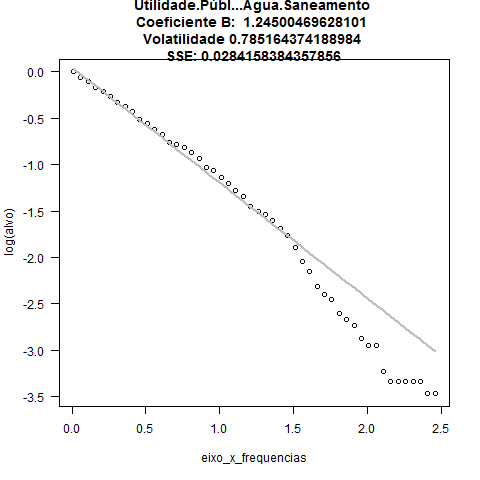 Utilidade.Públ...Agua.Saneamento
Coeficiente B: 1.24500469628101
Volatilidade 0.785164374188984
SSE: 0.0284158384357856
0.0
-0.5
-1.0
-1.5
-2.0
-2.5
-3.0
-3.5
log(alvo)
0.0 0.5 1.0 1.5 2.0 2.5
eixo_x_frequencias